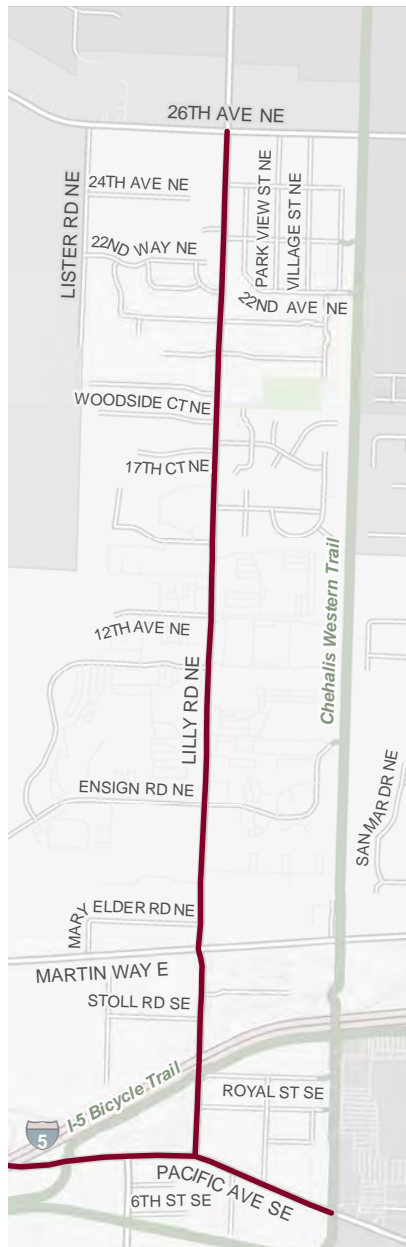 26TH AVE NE
24TH AVE NE
PARK VIEW ST NE
VILLAGE ST NE
LISTER RD NE
22ND WAY NE
22ND AVE NE
WOODSIDE CT NE
17TH CT NE
Chehalis Western Trail
12TH AVE NE
LILLY RD NE
ENSIGN RD NE
SAN MAR DR NE
MARY ELDER RD NE
MARTIN WAY E
STOLL RD SE
I-5 Bicycle Trail
ROYAL ST SE
5
PACIFIC AVE SE
6TH ST SE